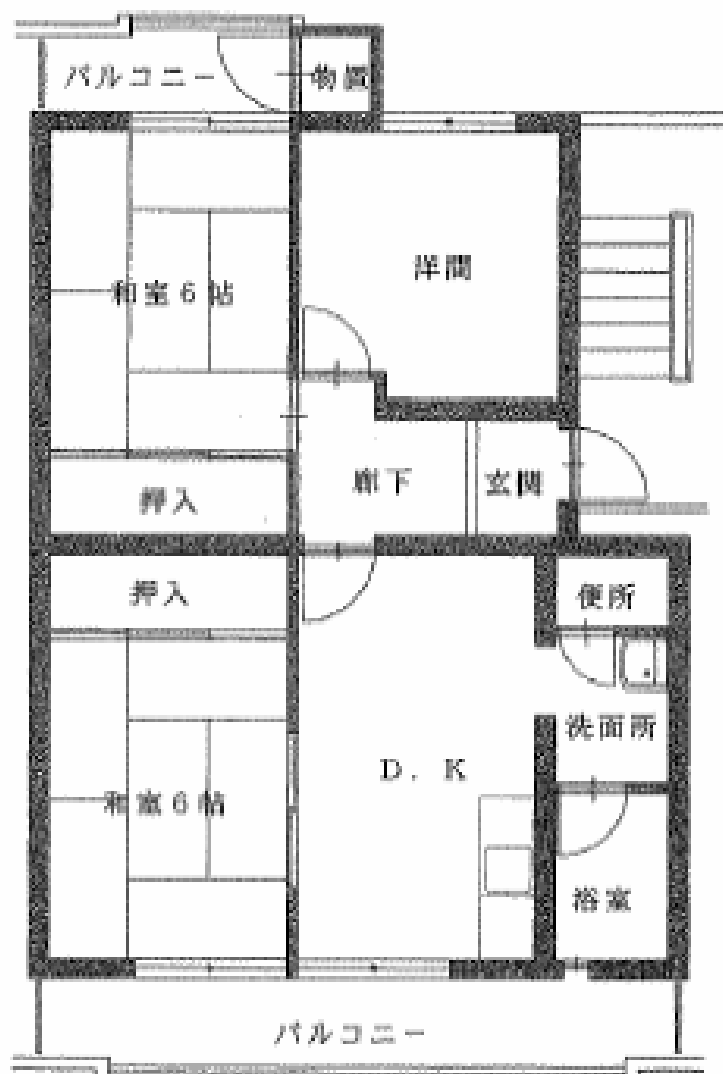 バルコニー
物置
和室6帖
洋間
押入
廊下
玄関
押入
便所
洗面所
D.K
和室6帖
浴室
バルコニー